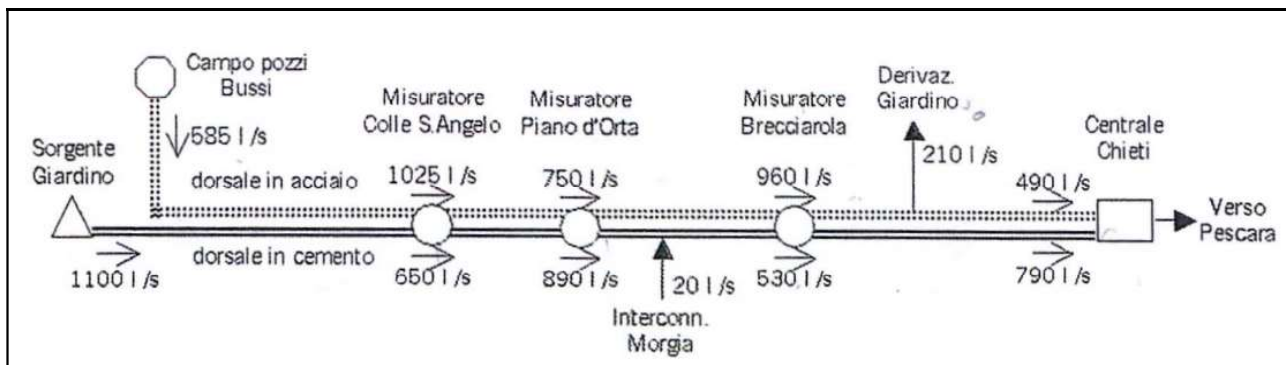 Campo pozzi
Bussi
585 l/s
Sorgente
Giardino
1100 l/s
dorsale in acciaio
dorsale in cemento
Misuratore
Colle S.Angelo
1025 l/s
650 l/s
Misuratore
Piano d'Orta
750 l/s
890 l/s
20 l/s
Interconn.
Morgia
Misuratore
Brecciarola
960 l/s
530 l/s
Derivaz.
Giardino
210 l/s
490 l/s
790 l/s
Centrale
Chieti
Verso
Pescara